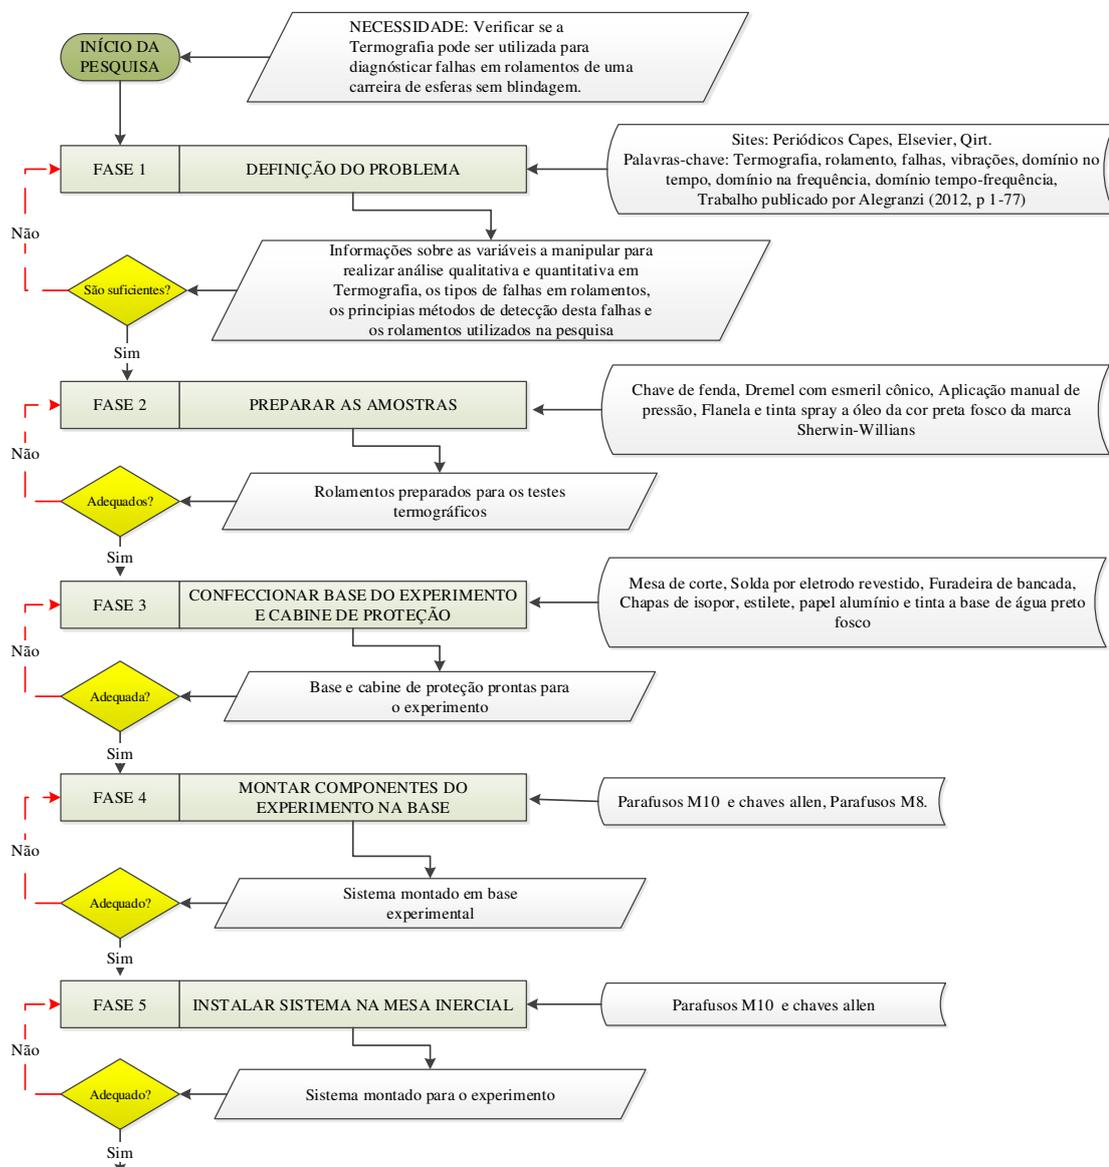 NECESSIDADE: Verificar se a
Termografia pode ser utilizada para
diagnósticar falhas em rolamentos de uma
carreira de esferas sem blindagem.
INÍCIO DA
PESQUISA
Sites: Periódicos Capes, Elsevier, Qirt.
Palavras-chave: Termografia, rolamento, falhas, vibrações, domínio no
tempo, domínio na frequência, domínio tempo-frequência,
Trabalho publicado por Alegranzi (2012, p 1-77)
FASE 1
DEFINIÇÃO DO PROBLEMA
Não
Informações sobre as variáveis a manipular para
realizar análise qualitativa e quantitativa em
Termografia, os tipos de falhas em rolamentos,
os principias métodos de detecção desta falhas e
os rolamentos utilizados na pesquisa
São suficientes?
Sim
FASE 2
PREPARAR AS AMOSTRAS
Chave de fenda, Dremel com esmeril cônico, Aplicação manual de
pressão, Flanela e tinta spray a óleo da cor preta fosco da marca
Sherwin-Willians
Não
Adequados?
Rolamentos preparados para os testes
termográficos
Sim
FASE 3
CONFECCIONAR BASE DO EXPERIMENTO
E CABINE DE PROTEÇÃO
Mesa de corte, Solda por eletrodo revestido, Furadeira de bancada,
Chapas de isopor, estilete, papel alumínio e tinta a base de água preto
fosco
Não
Adequada?
Base e cabine de proteção prontas para
o experimento
Sim
FASE 4
MONTAR COMPONENTES DO
EXPERIMENTO NA BASE
Parafusos M10 e chaves allen, Parafusos M8.
Não
Adequado?
Sistema montado em base
experimental
Sim
FASE 5
INSTALAR SISTEMA NA MESA INERCIAL
Parafusos M10 e chaves allen
Não
Adequado?
Sistema montado para o experimento
Sim